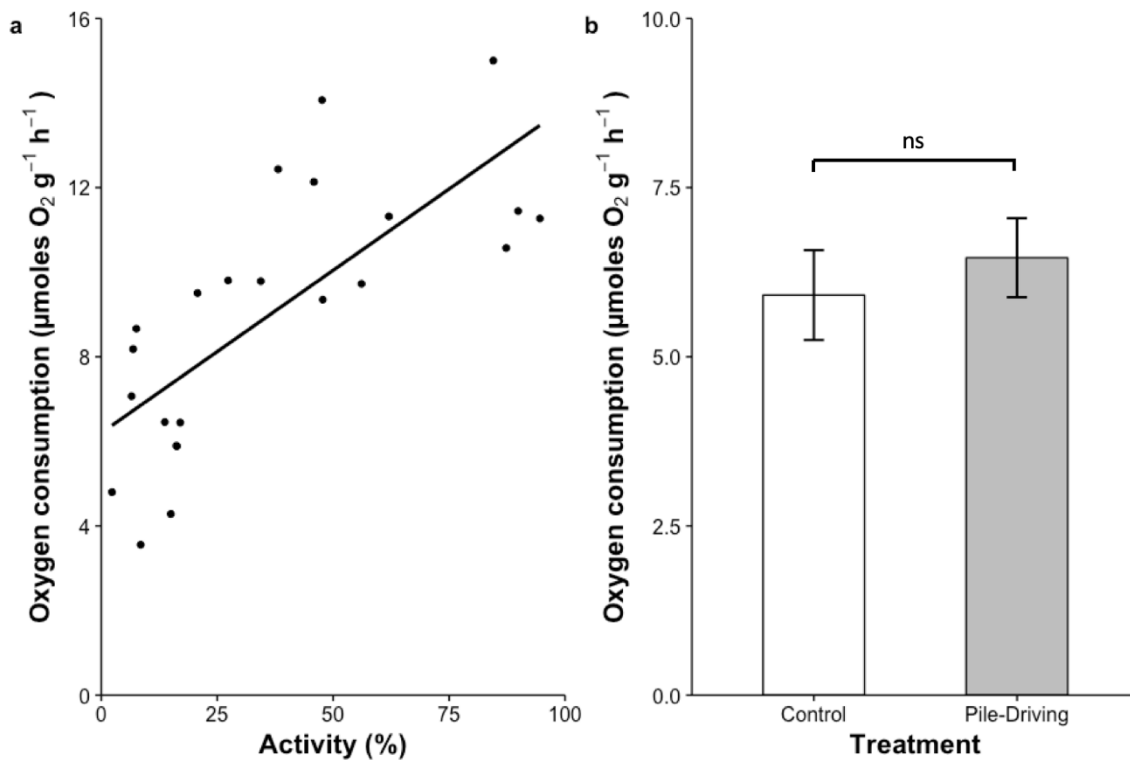 a
Oxygen consumption (µmoles O₂ g⁻¹ h⁻¹ )
16
12
8
4
0
0 25 50 75 100
Activity (%)
b
Oxygen consumption (µmoles O₂ g⁻¹ h⁻¹ )
10.0
7.5
5.0
2.5
0.0
ns
Control Pile-Driving
Treatment